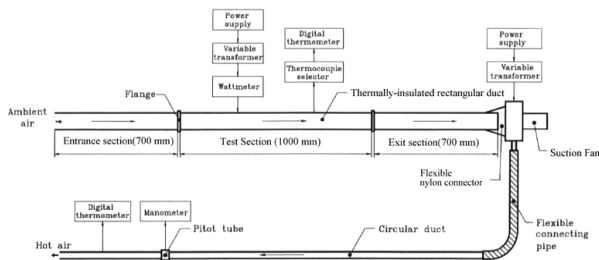 Power
supply
Variable
transformer
Wattmeter
Digital
thermometer
Thermocouple
selector
Power
supply
Variable
transformer
Flange
Thermally-insulated rectangular duct
Ambient
air
Entrance section(700 mm)
Test Section (1000 mm)
Exit section(700 mm)
Suction Fan
Flexible
nylon connector
Digital
thermometer
Manometer
Pitot tube
Circular duct
Flexible
connecting
pipe
Hot air